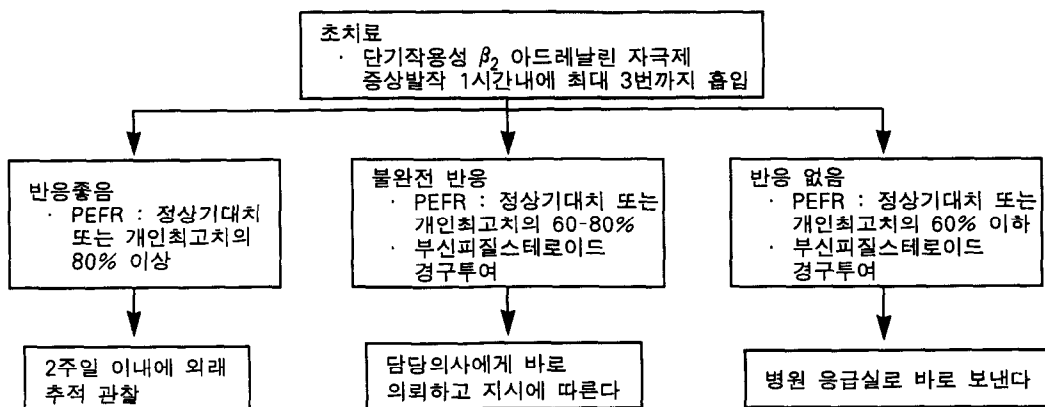 초치료
· 단기작용성 β₂ 아드레날린 자극제
증상발작 1시간내에 최대 3번까지 흡입
반응좋음
· PEFR : 정상기대치
또는 개인최고치의
80% 이상
불완전 반응
· PEFR : 정상기대치 또는
개인최고치의 60-80%
· 부신피질스테로이드
경구투여
반응 없음
· PEFR : 정상기대치 또는
개인최고치의 60% 이하
· 부신피질스테로이드
경구투여
2주일 이내에 외래
추적 관찰
담당의사에게 바로
의뢰하고 지시에 따른다
병원 응급실로 바로 보낸다